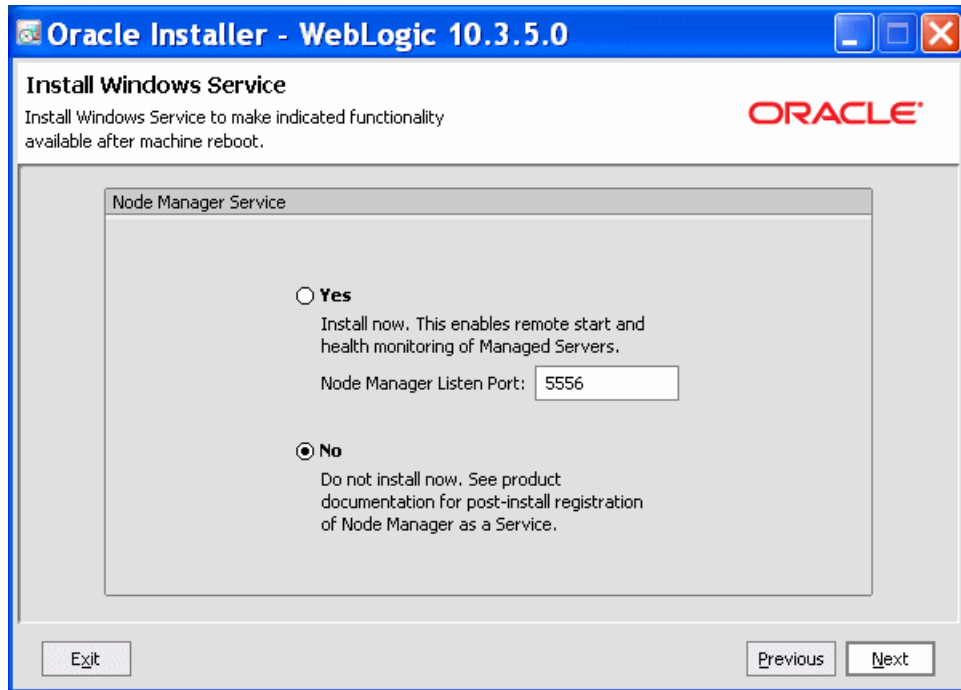 Oracle Installer - WebLogic 10.3.5.0
Install Windows Service
Install Windows Service to make indicated functionality
available after machine reboot.
ORACLE
Node Manager Service
Yes
Install now. This enables remote start and
health monitoring of Managed Servers.
Node Manager Listen Port: 5556
No
Do not install now. See product
documentation for post-install registration
of Node Manager as a Service.
Exit Previous Next